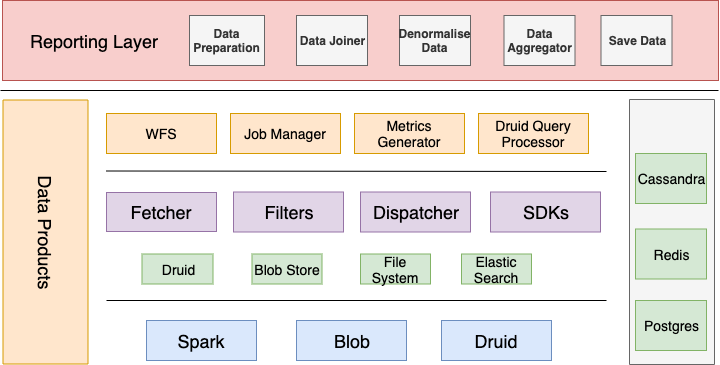 Reporting Layer
Data
Preparation
Data Joiner
Denormalise
Data
Data
Aggregator
Save Data
Data Products
WFS
Job Manager
Metrics
Generator
Druid Query
Processor
Fetcher
Filters
Dispatcher
SDKs
Druid
Blob Store
File
System
Elastic
Search
Spark
Blob
Druid
Cassandra
Redis
Postgres